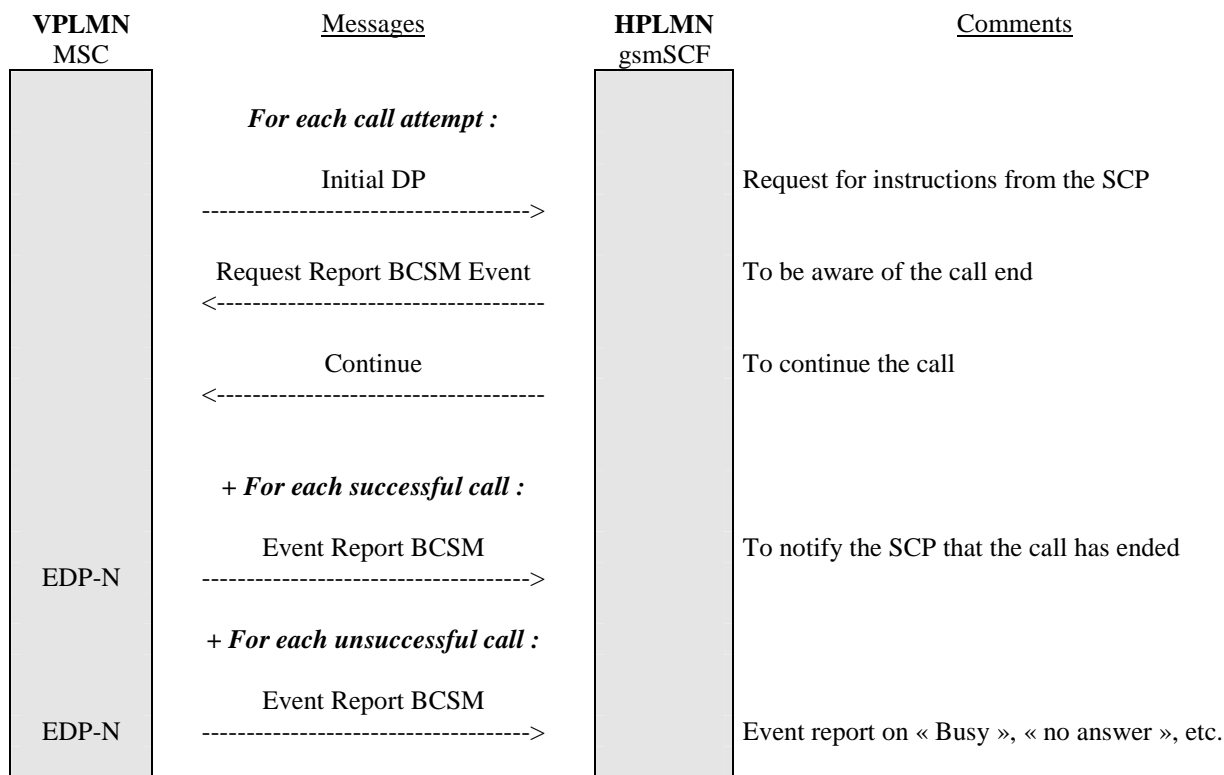 VPLMN Messages HPLMN Comments
MSC gsmSCF
For each call attempt :
Initial DP Request for instructions from the SCP
------------------------------------->
Request Report BCSM Event To be aware of the call end
<-------------------------------------
Continue To continue the call
<-------------------------------------
+ For each successful call :
Event Report BCSM To notify the SCP that the call has ended
EDP-N ------------------------------------->
+ For each unsuccessful call :
Event Report BCSM
EDP-N -------------------------------------> Event report on « Busy », « no answer », etc.